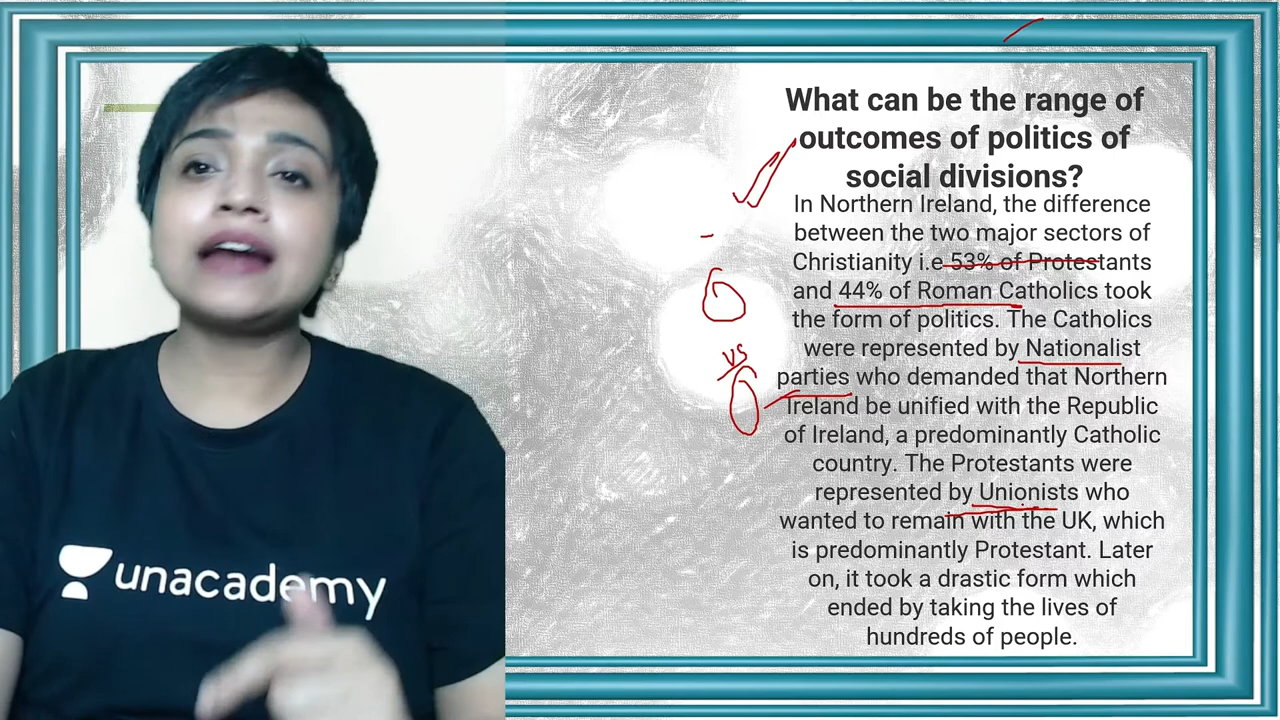 What can be the range of
outcomes of politics of
social divisions?
In Northern Ireland, the difference
between the two major sectors of
Christianity i.e 53% of Protestants
and 44% of Roman Catholics took
the form of politics. The Catholics
were represented by Nationalist
parties who demanded that Northern
Ireland be unified with the Republic
of Ireland, a predominantly Catholic
country. The Protestants were
represented by Unionists who
wanted to remain with the UK, which
is predominantly Protestant. Later
on, it took a drastic form which
ended by taking the lives of
hundreds of people.
vs
unacademy